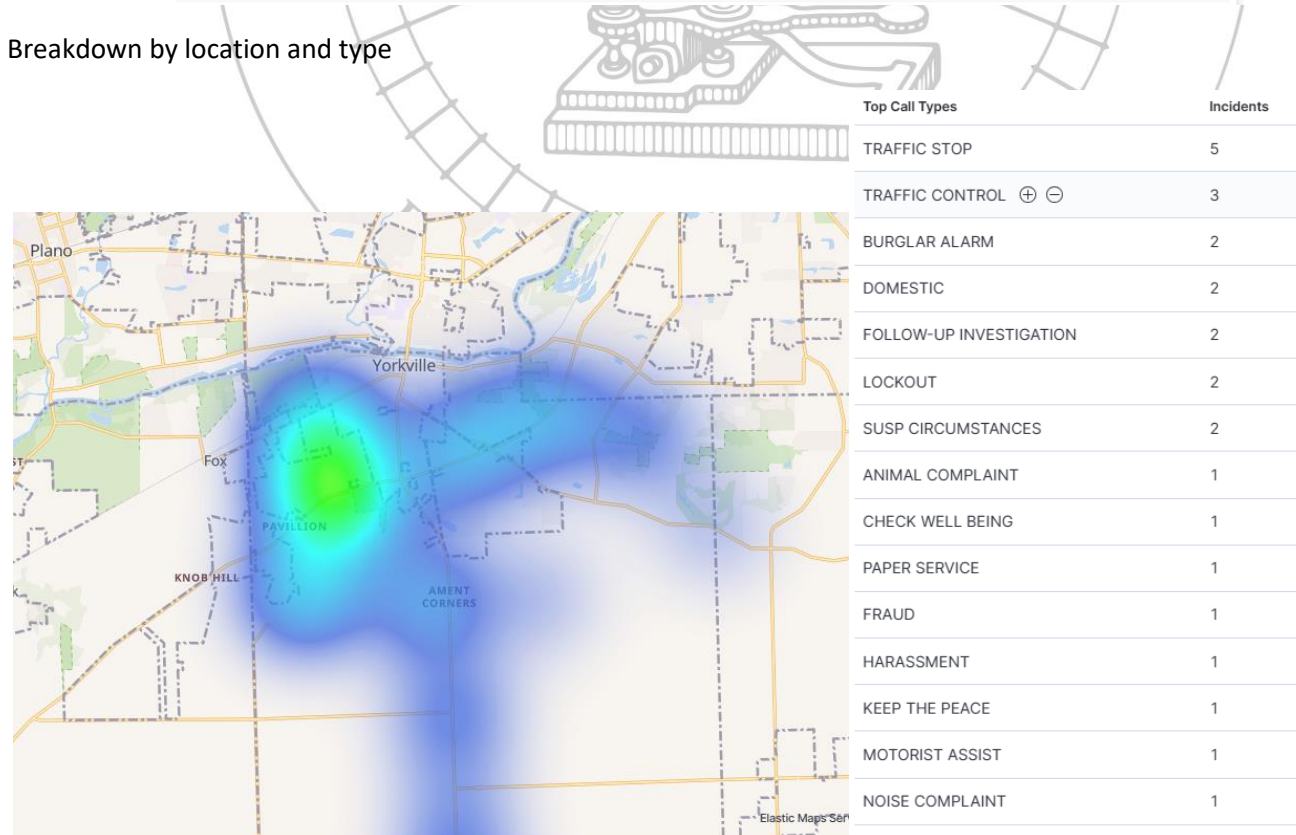 Breakdown by location and type
Top Call Types Incidents
TRAFFIC STOP 5
TRAFFIC CONTROL 3
BURGLAR ALARM 2
DOMESTIC 2
FOLLOW-UP INVESTIGATION 2
LOCKOUT 2
SUSP CIRCUMSTANCES 2
ANIMAL COMPLAINT 1
CHECK WELL BEING 1
PAPER SERVICE 1
FRAUD 1
HARASSMENT 1
KEEP THE PEACE 1
MOTORIST ASSIST 1
NOISE COMPLAINT 1
Plano
Yorkville
Fox
PAVILLION
KNOB HILL
AMENT
CORNERS
Elastic Maps Ser